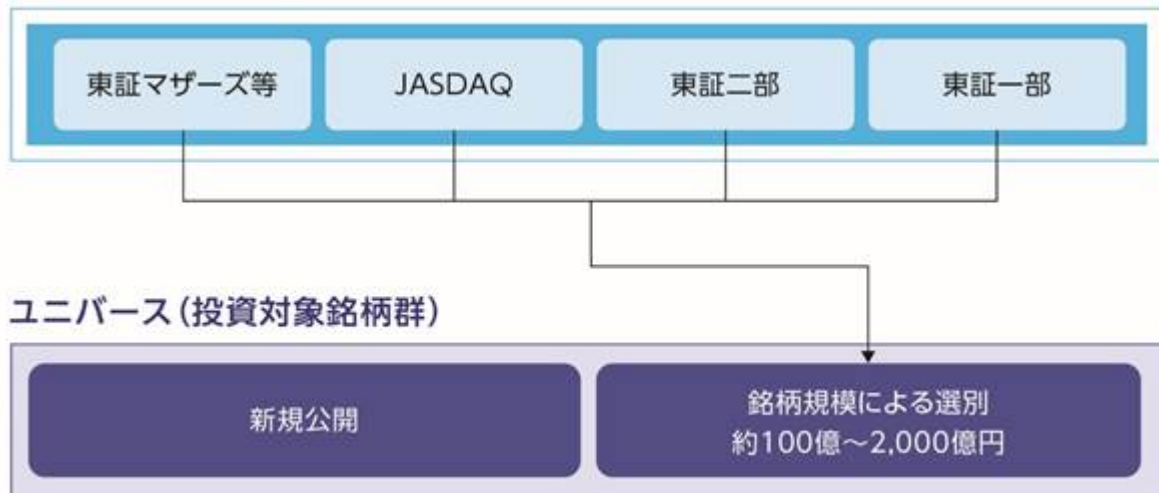 東証マザーズ等
JASDAQ
東証二部
東証一部
ユニバース(投資対象銘柄群)
新規公開
銘柄規模による選別
約100億～2,000億円